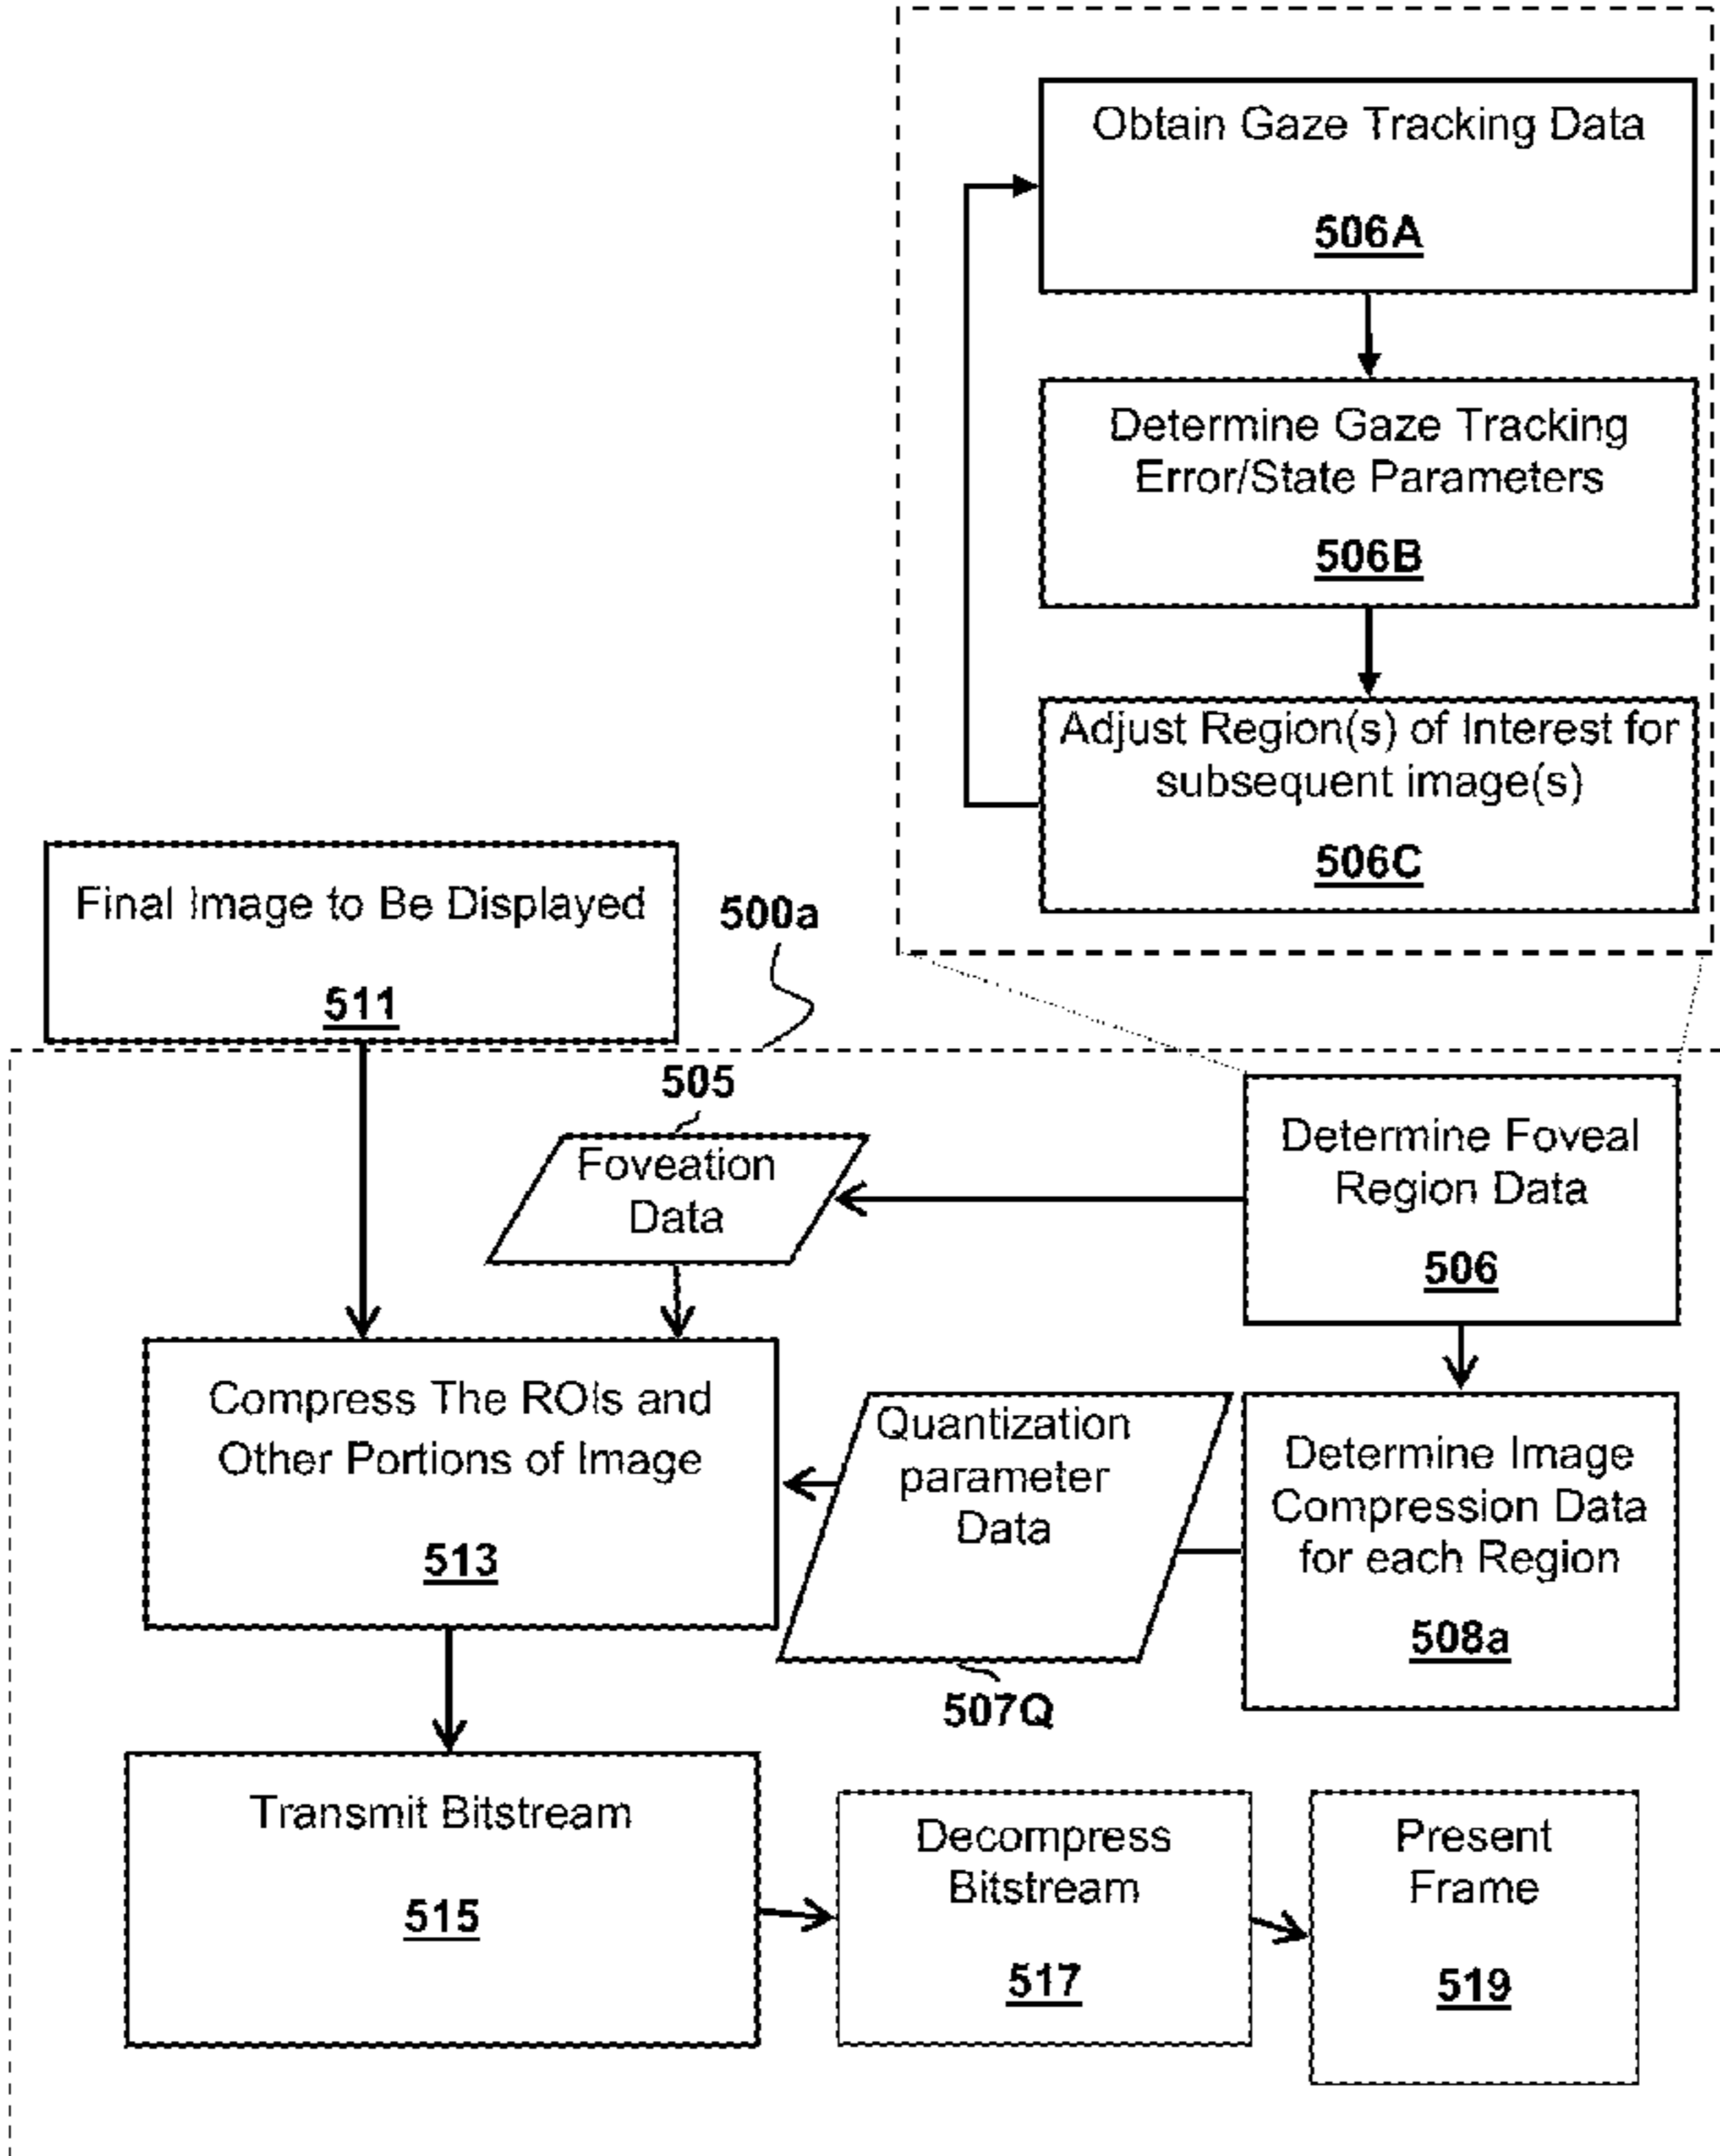 Obtain Gaze Tracking Data
506A
Determine Gaze Tracking
Error/State Parameters
506B
Adjust Region(s) of Interest for
subsequent image(s)
506C
Final Image to Be Displayed
511
500a
505
Foveation
Data
Determine Foveal
Region Data
506
Compress The ROIs and
Other Portions of Image
513
Quantization
parameter
Data
507Q
Determine Image
Compression Data
for each Region
508a
Transmit Bitstream
515
Decompress
Bitstream
517
Present
Frame
519